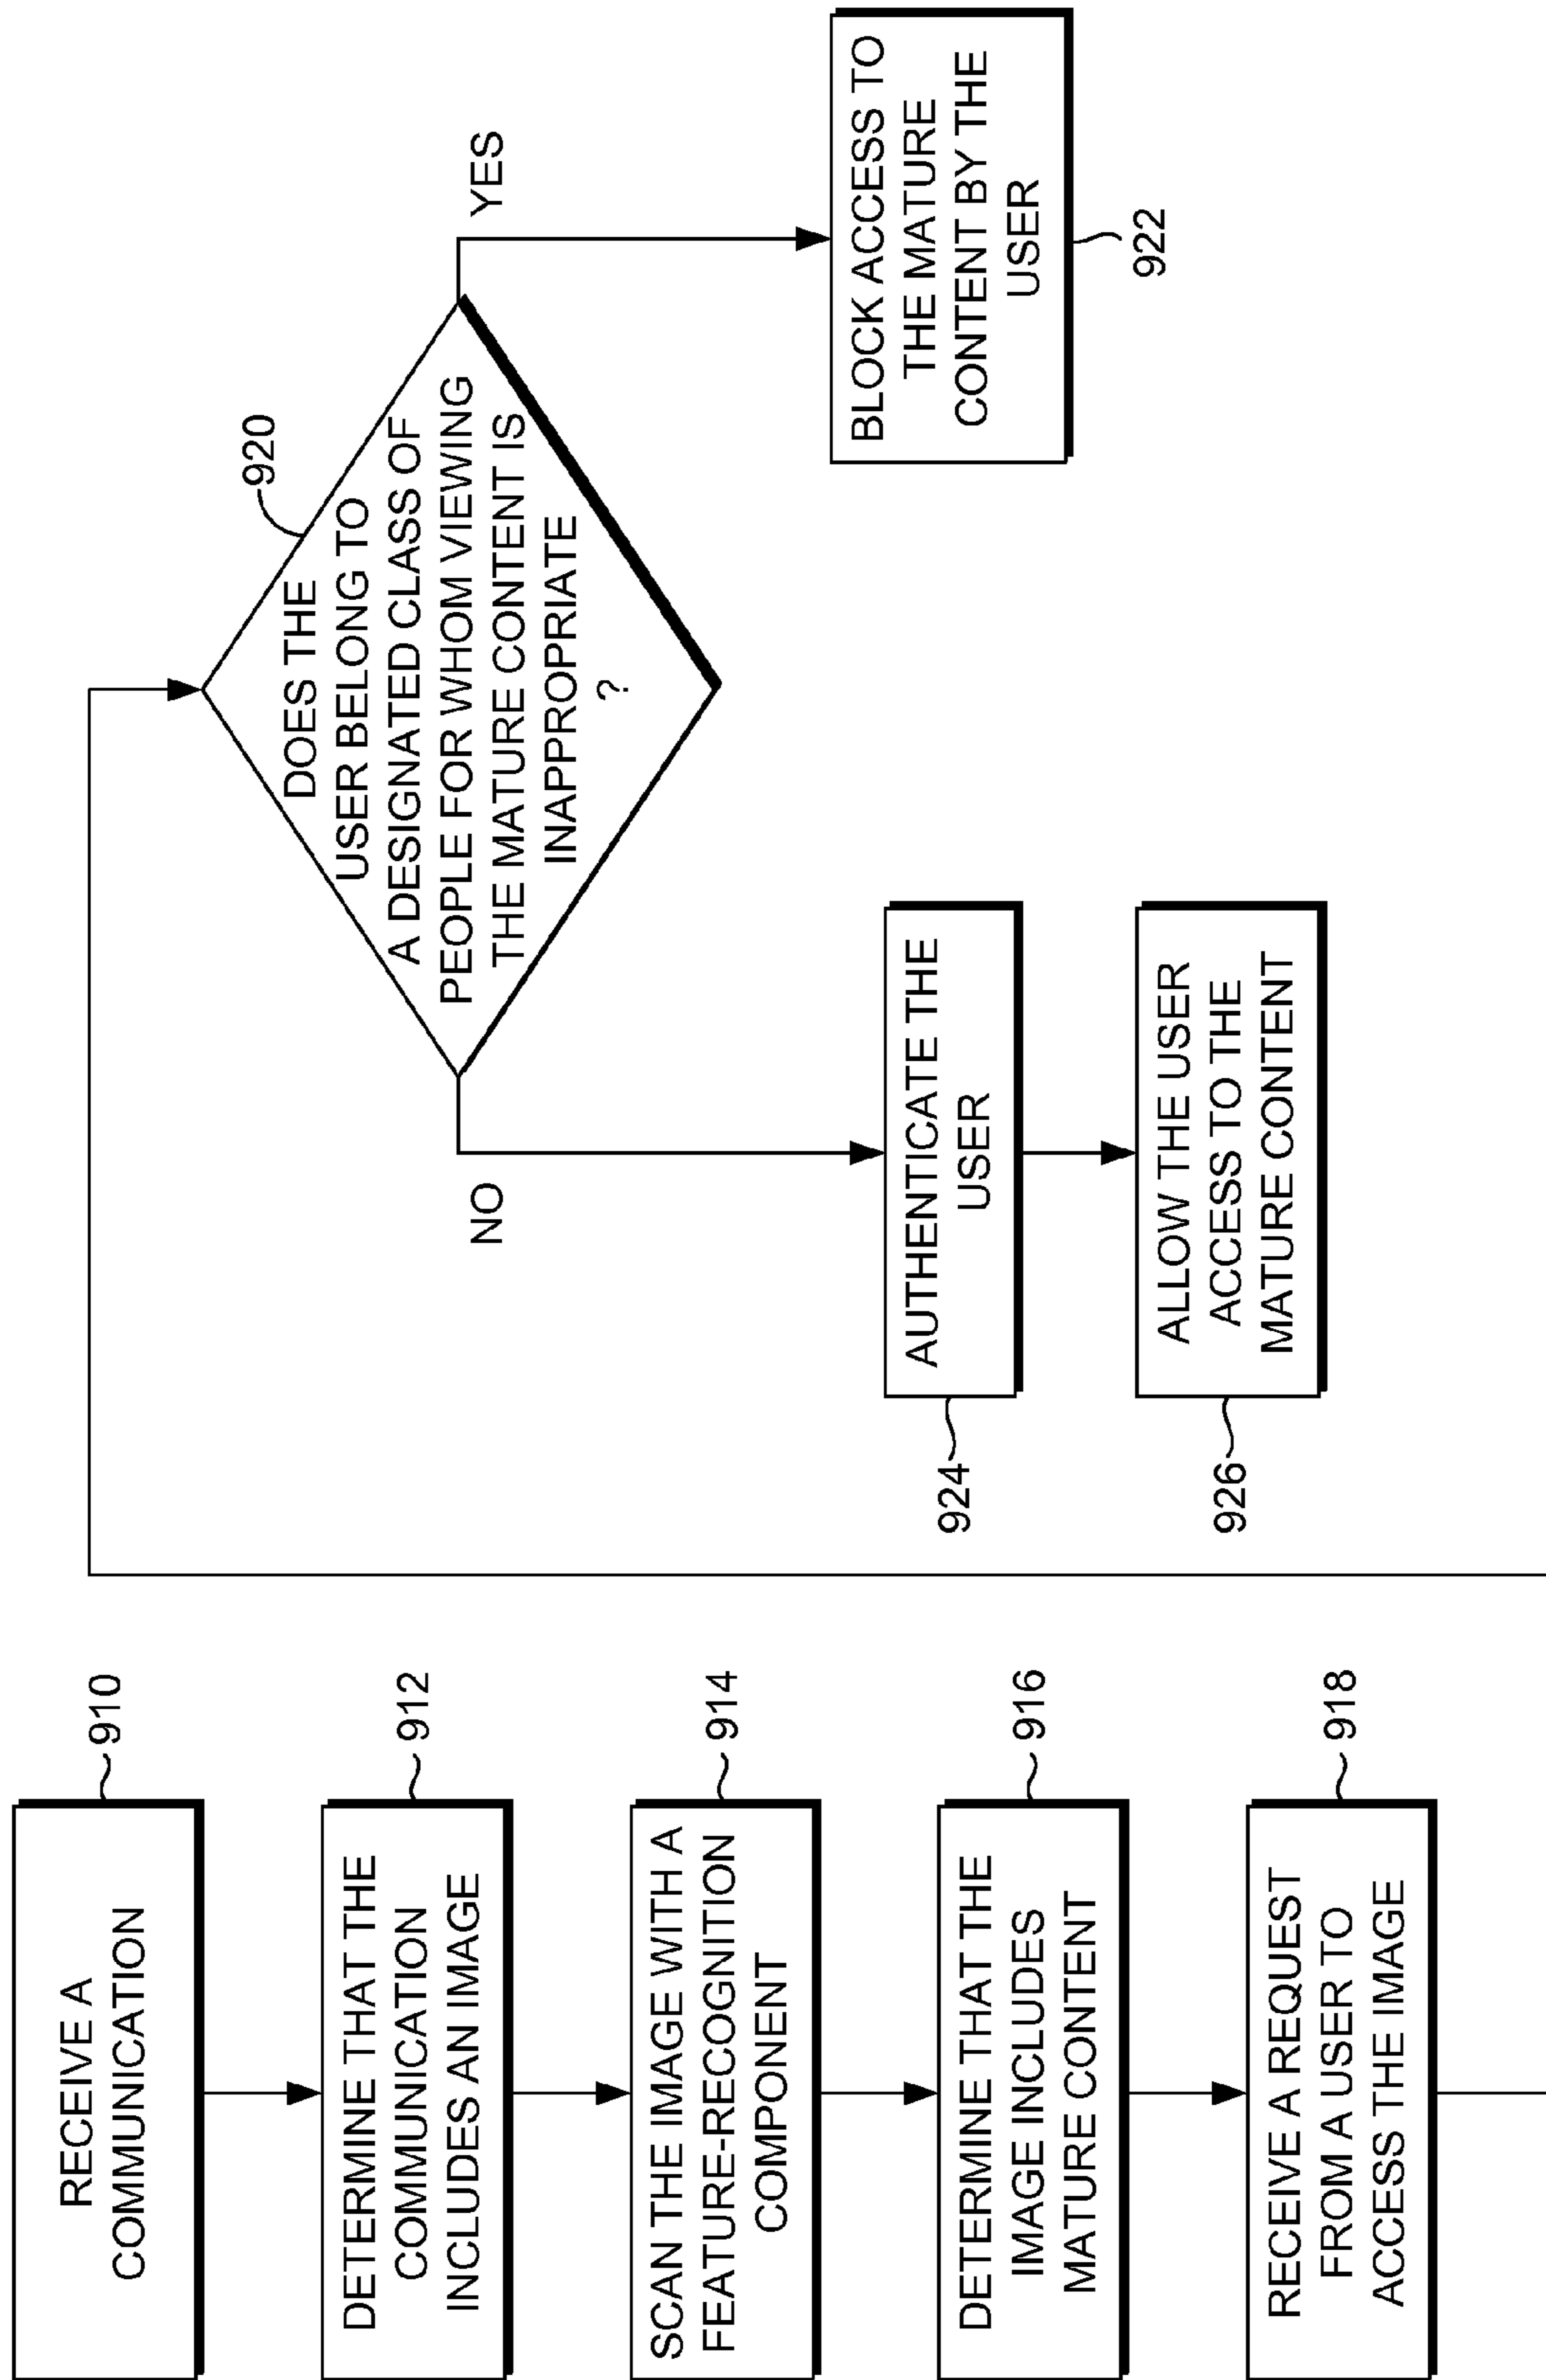 RECEIVE A
COMMUNICATION
910
DETERMINE THAT THE
COMMUNICATION
INCLUDES AN IMAGE
912
SCAN THE IMAGE WITH A
FEATURE-RECOGNITION
COMPONENT
914
DETERMINE THAT THE
IMAGE INCLUDES
MATURE CONTENT
916
RECEIVE A REQUEST
FROM A USER TO
ACCESS THE IMAGE
918
DOES THE
USER BELONG TO
A DESIGNATED CLASS OF
PEOPLE FOR WHOM VIEWING
THE MATURE CONTENT IS
INAPPROPRIATE
?
920
NO
YES
AUTHENTICATE THE
USER
924
ALLOW THE USER
ACCESS TO THE
MATURE CONTENT
926
BLOCK ACCESS TO
THE MATURE
CONTENT BY THE
USER
922